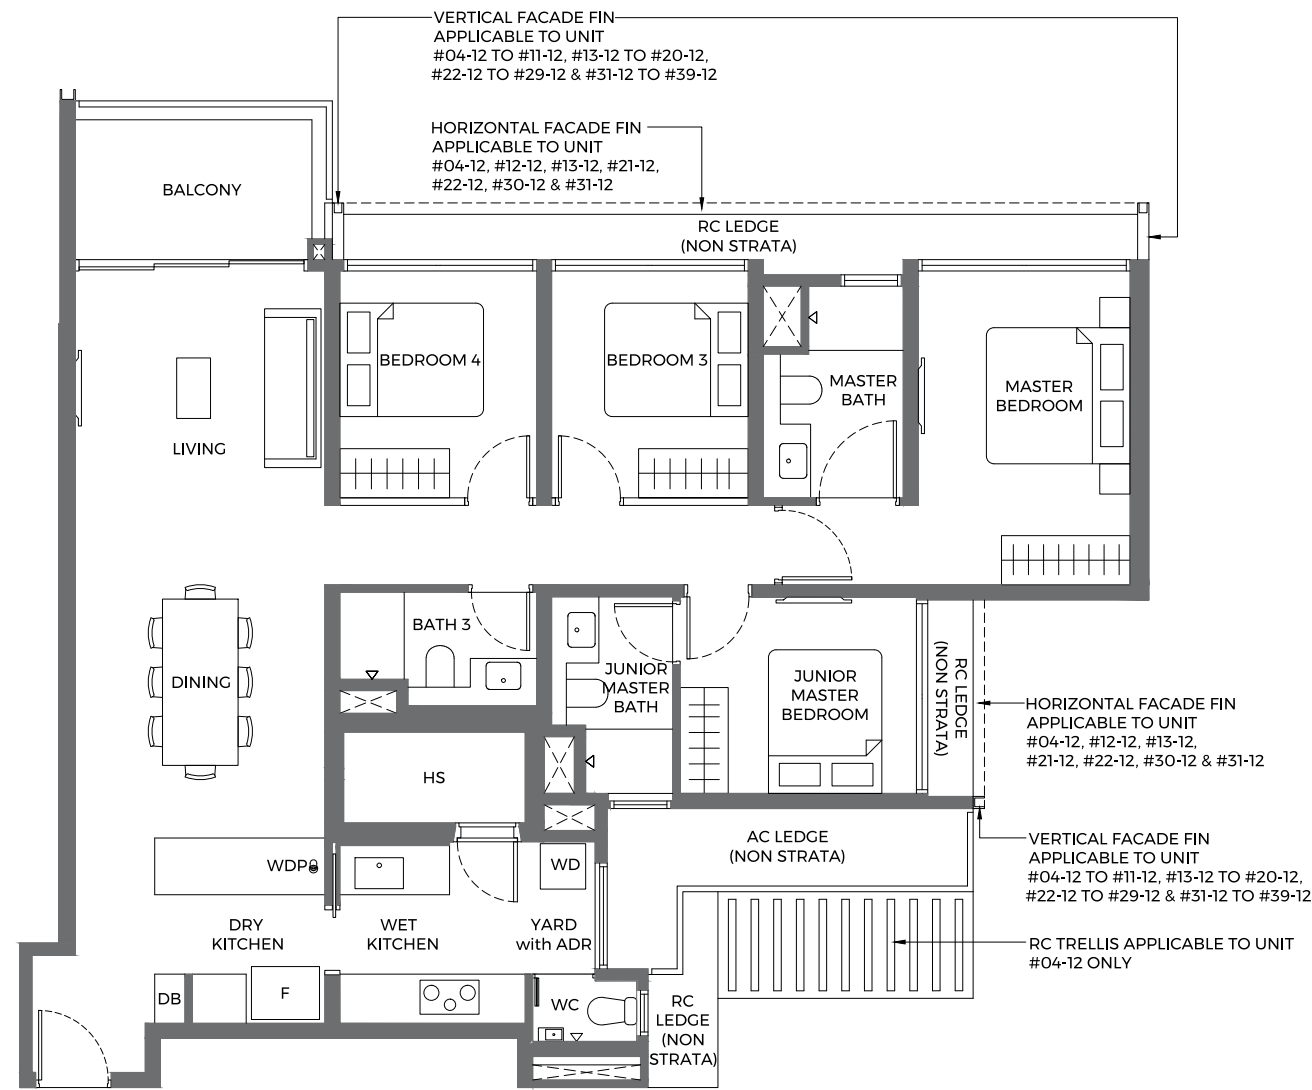 VERTICAL FACADE FIN
APPLICABLE TO UNIT
#04-12 TO #11-12, #13-12 TO #20-12,
#22-12 TO #29-12 & #31-12 TO #39-12
HORIZONTAL FACADE FIN
APPLICABLE TO UNIT
#04-12, #12-12, #13-12, #21-12,
#22-12, #30-12 & #31-12
BALCONY
RC LEDGE
(NON STRATA)
BEDROOM 4
BEDROOM 3
MASTER
BATH
MASTER
BEDROOM
LIVING
BATH 3
DINING
JUNIOR
MASTER
BATH
JUNIOR
MASTER
BEDROOM
RC LEDGE
(NON STRATA)
HORIZONTAL FACADE FIN
APPLICABLE TO UNIT
#04-12, #12-12, #13-12,
#21-12, #22-12, #30-12 & #31-12
HS
AC LEDGE
(NON STRATA)
VERTICAL FACADE FIN
APPLICABLE TO UNIT
#04-12 TO #11-12, #13-12 TO #20-12,
#22-12 TO #29-12 & #31-12 TO #39-12
WDP
WD
DRY
KITCHEN
WET
KITCHEN
YARD
with ADR
RC TRELLIS APPLICABLE TO UNIT
#04-12 ONLY
DB
F
WC
RC
LEDGE
(NON
STRATA)